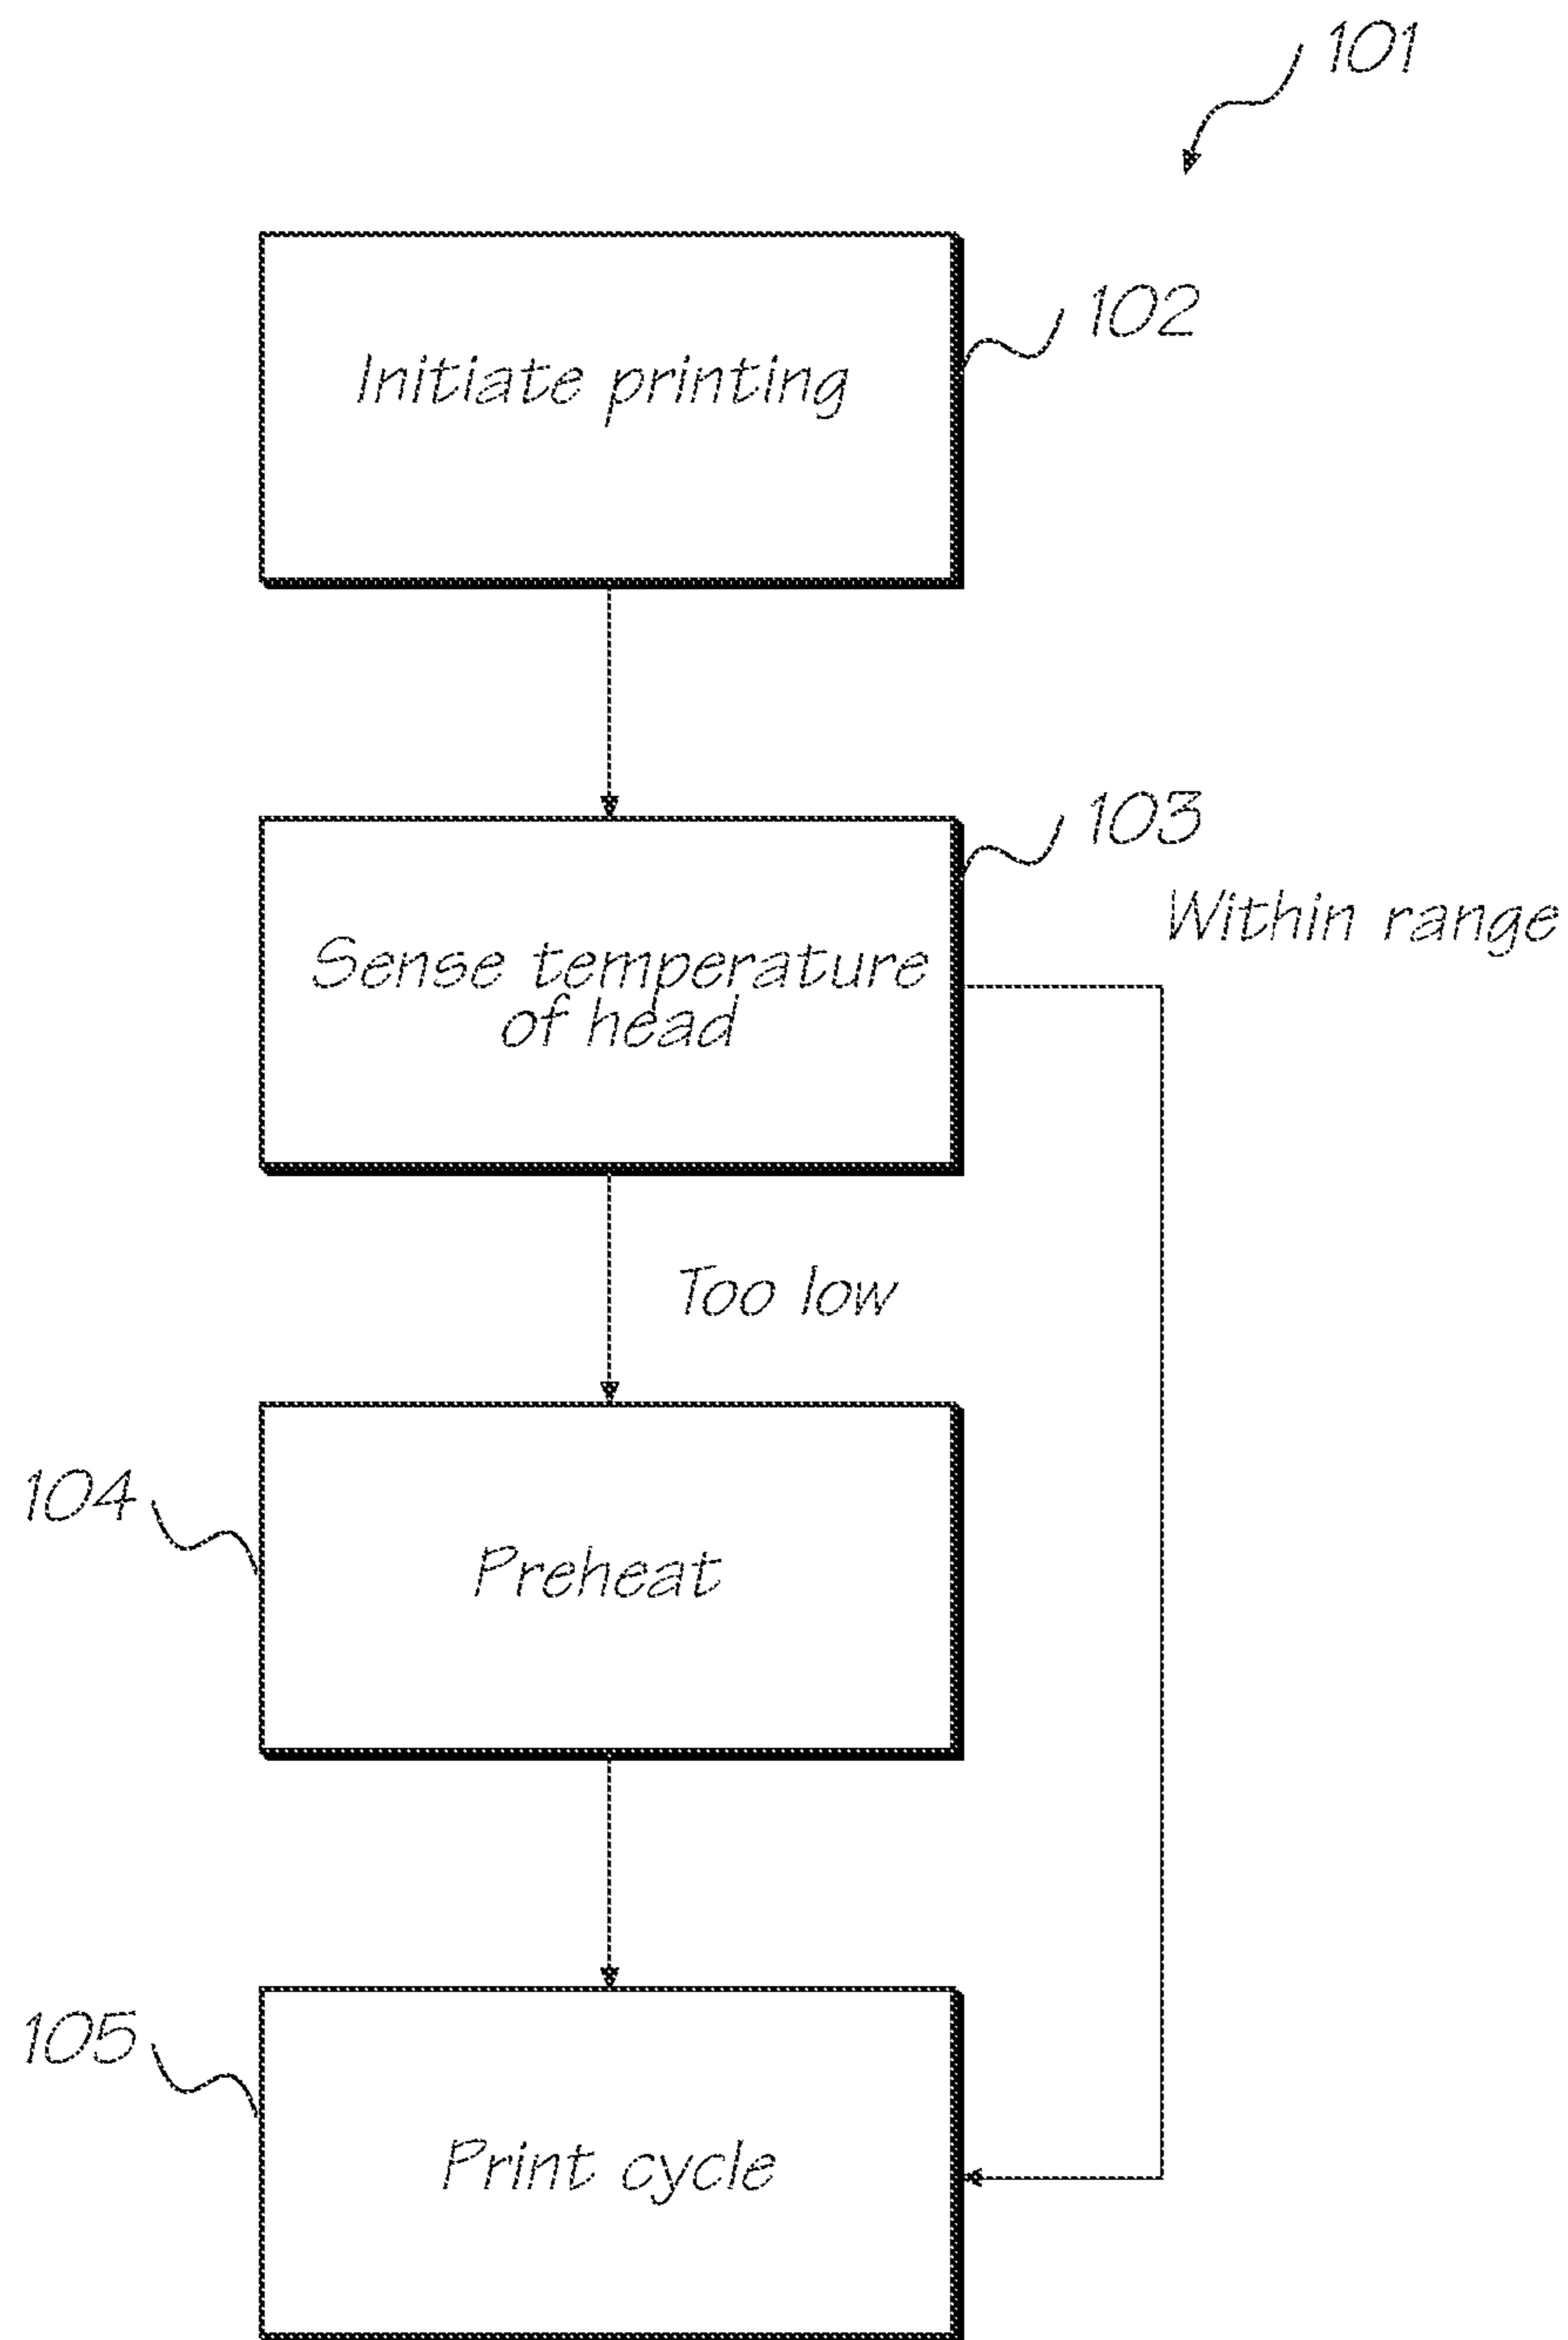 101
Initiate printing
102
103
Within range
Sense temperature
of head
Too low
104
Preheat
105
Print cycle